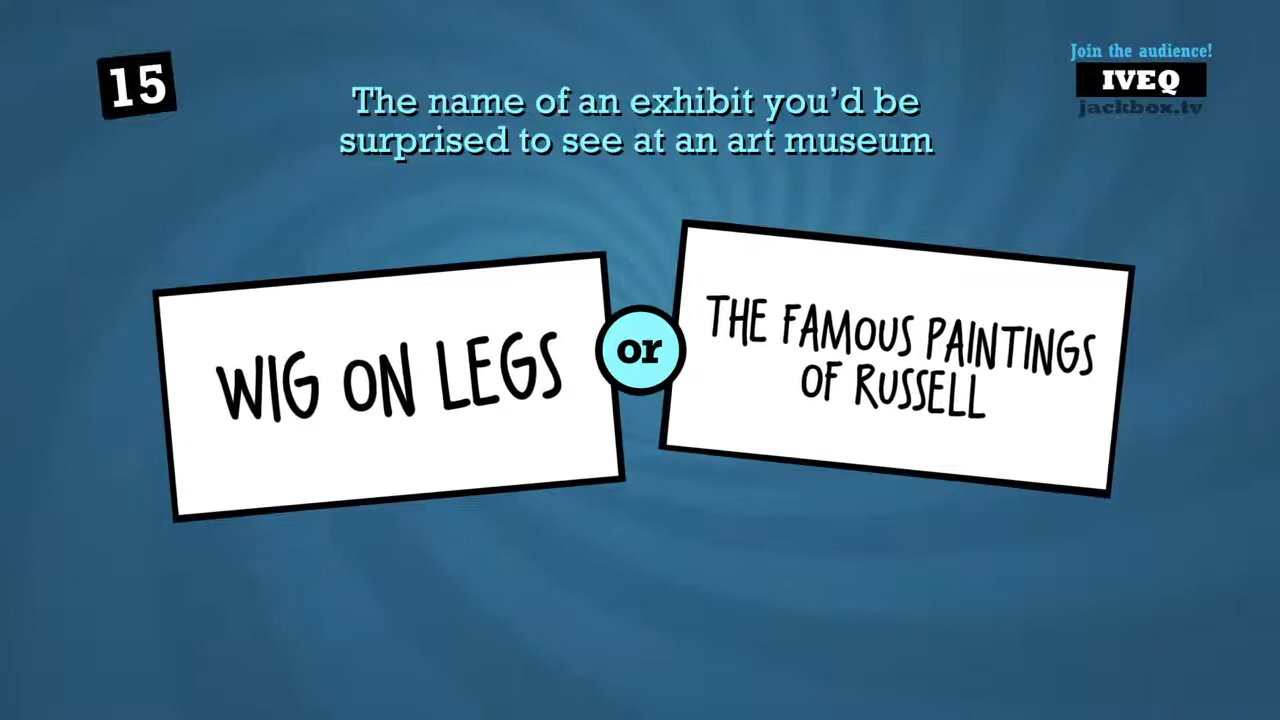 15
Join the audience!
IVEQ
jackbox.tv
The name of an exhibit you'd be
surprised to see at an art museum
WIG ON LEGS
or
THE FAMOUS PAINTINGS
OF RUSSELL